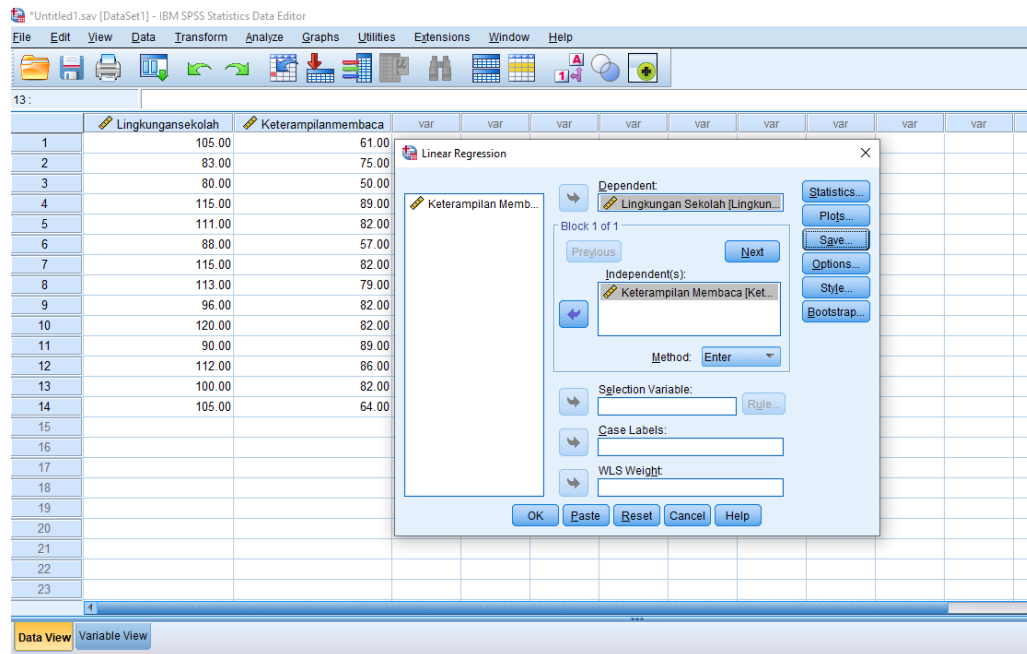 *Untitled1.sav [DataSet1] - IBM SPSS Statistics Data Editor
File Edit View Data Transform Analyze Graphs Utilities Extensions Window Help
13 :
Lingkungansekolah Keterampilanmembaca var var var var var var var var var
1 105.00 61.00
2 83.00 75.00
3 80.00 50.00
4 115.00 89.00
5 111.00 82.00
6 88.00 57.00
7 115.00 82.00
8 113.00 79.00
9 96.00 82.00
10 120.00 82.00
11 90.00 89.00
12 112.00 86.00
13 100.00 82.00
14 105.00 64.00
15
16
17
18
19
20
21
22
23
Linear Regression
Keterampilan Memb...
Dependent:
Lingkungan Sekolah [Lingkun...
Block 1 of 1
Previous Next
Independent(s):
Keterampilan Membaca [Ket...
Method: Enter
Selection Variable:
Rule...
Case Labels:
WLS Weight:
Statistics...
Plots...
Save...
Options...
Style...
Bootstrap...
OK Paste Reset Cancel Help
Data View Variable View